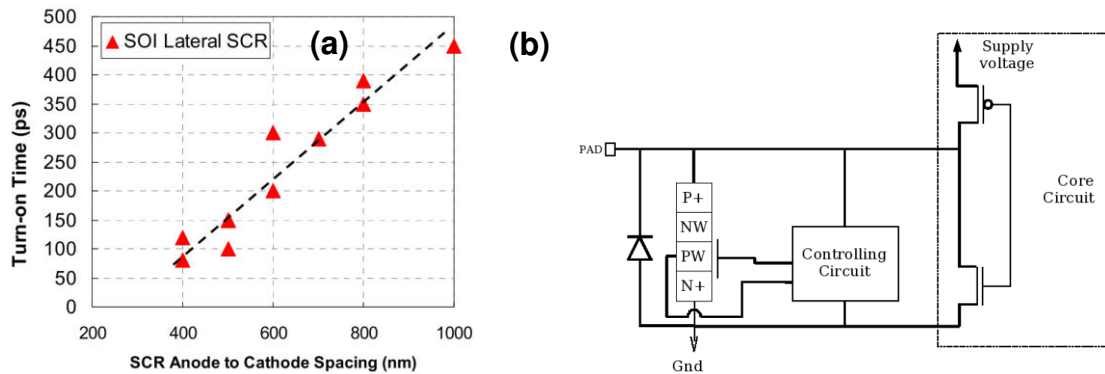 500
450
400
350
300
250
200
150
100
50
0
Turn-on Time (ps)
SOI Lateral SCR
(a)
200
400
600
800
1000
SCR Anode to Cathode Spacing (nm)
(b)
Supply
voltage
PAD
P+
NW
PW
N+
Controlling
Circuit
Core
Circuit
Gnd